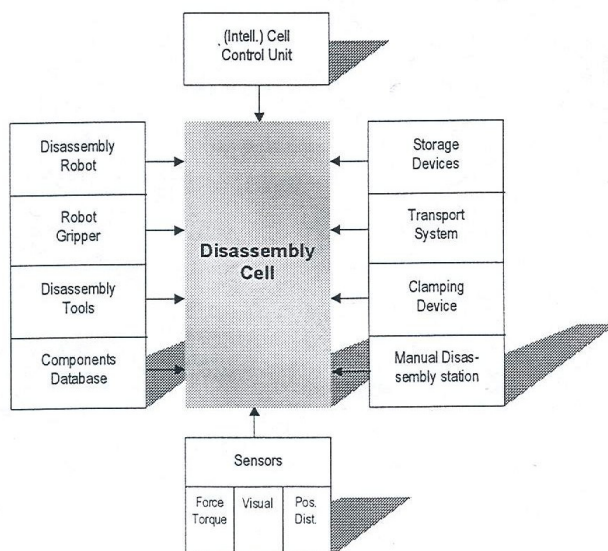 (Intell.) Cell
Control Unit
Disassembly
Robot
Robot
Gripper
Disassembly
Tools
Components
Database
Disassembly
Cell
Storage
Devices
Transport
System
Clamping
Device
Manual Disas-
sembly station
Sensors
Force
Torque
Visual
Pos.
Dist.